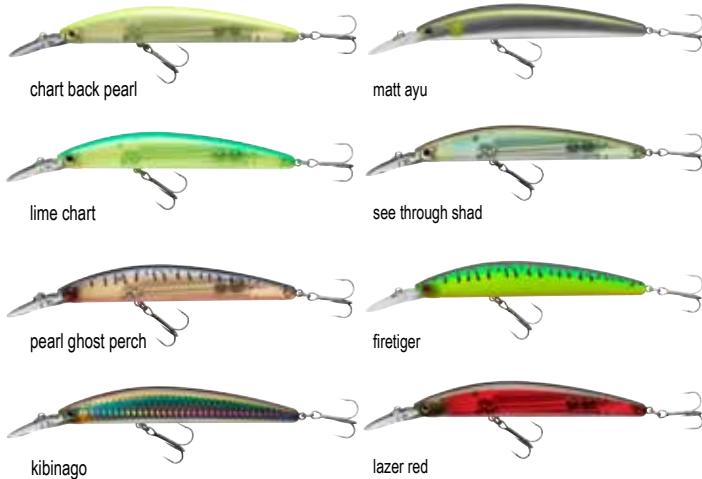 chart back pearl
matt ayu
lime chart
see through shad
pearl ghost perch
firetiger
kibinago
lazer red